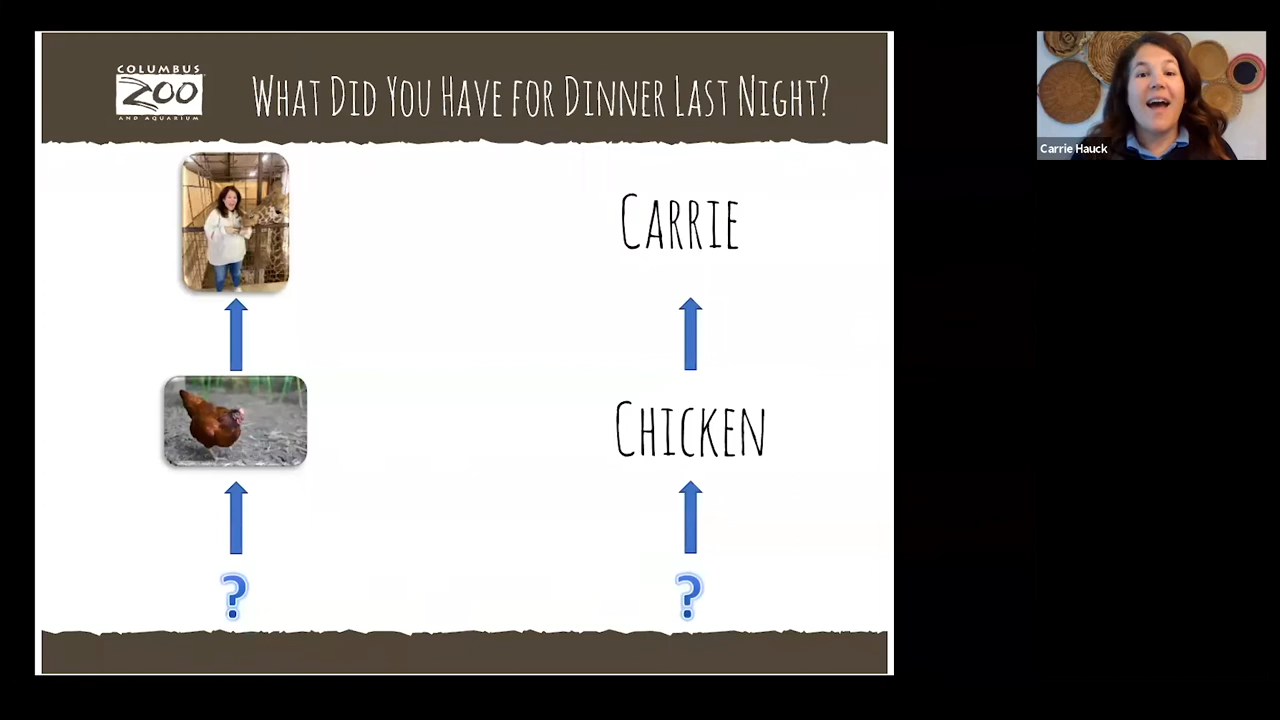 COLUMBUS
ZOO
AND AQUARIUM
WHAT DID YOU HAVE FOR DINNER LAST NIGHT?
Carrie Hauck
CARRIE
CHICKEN
? ?